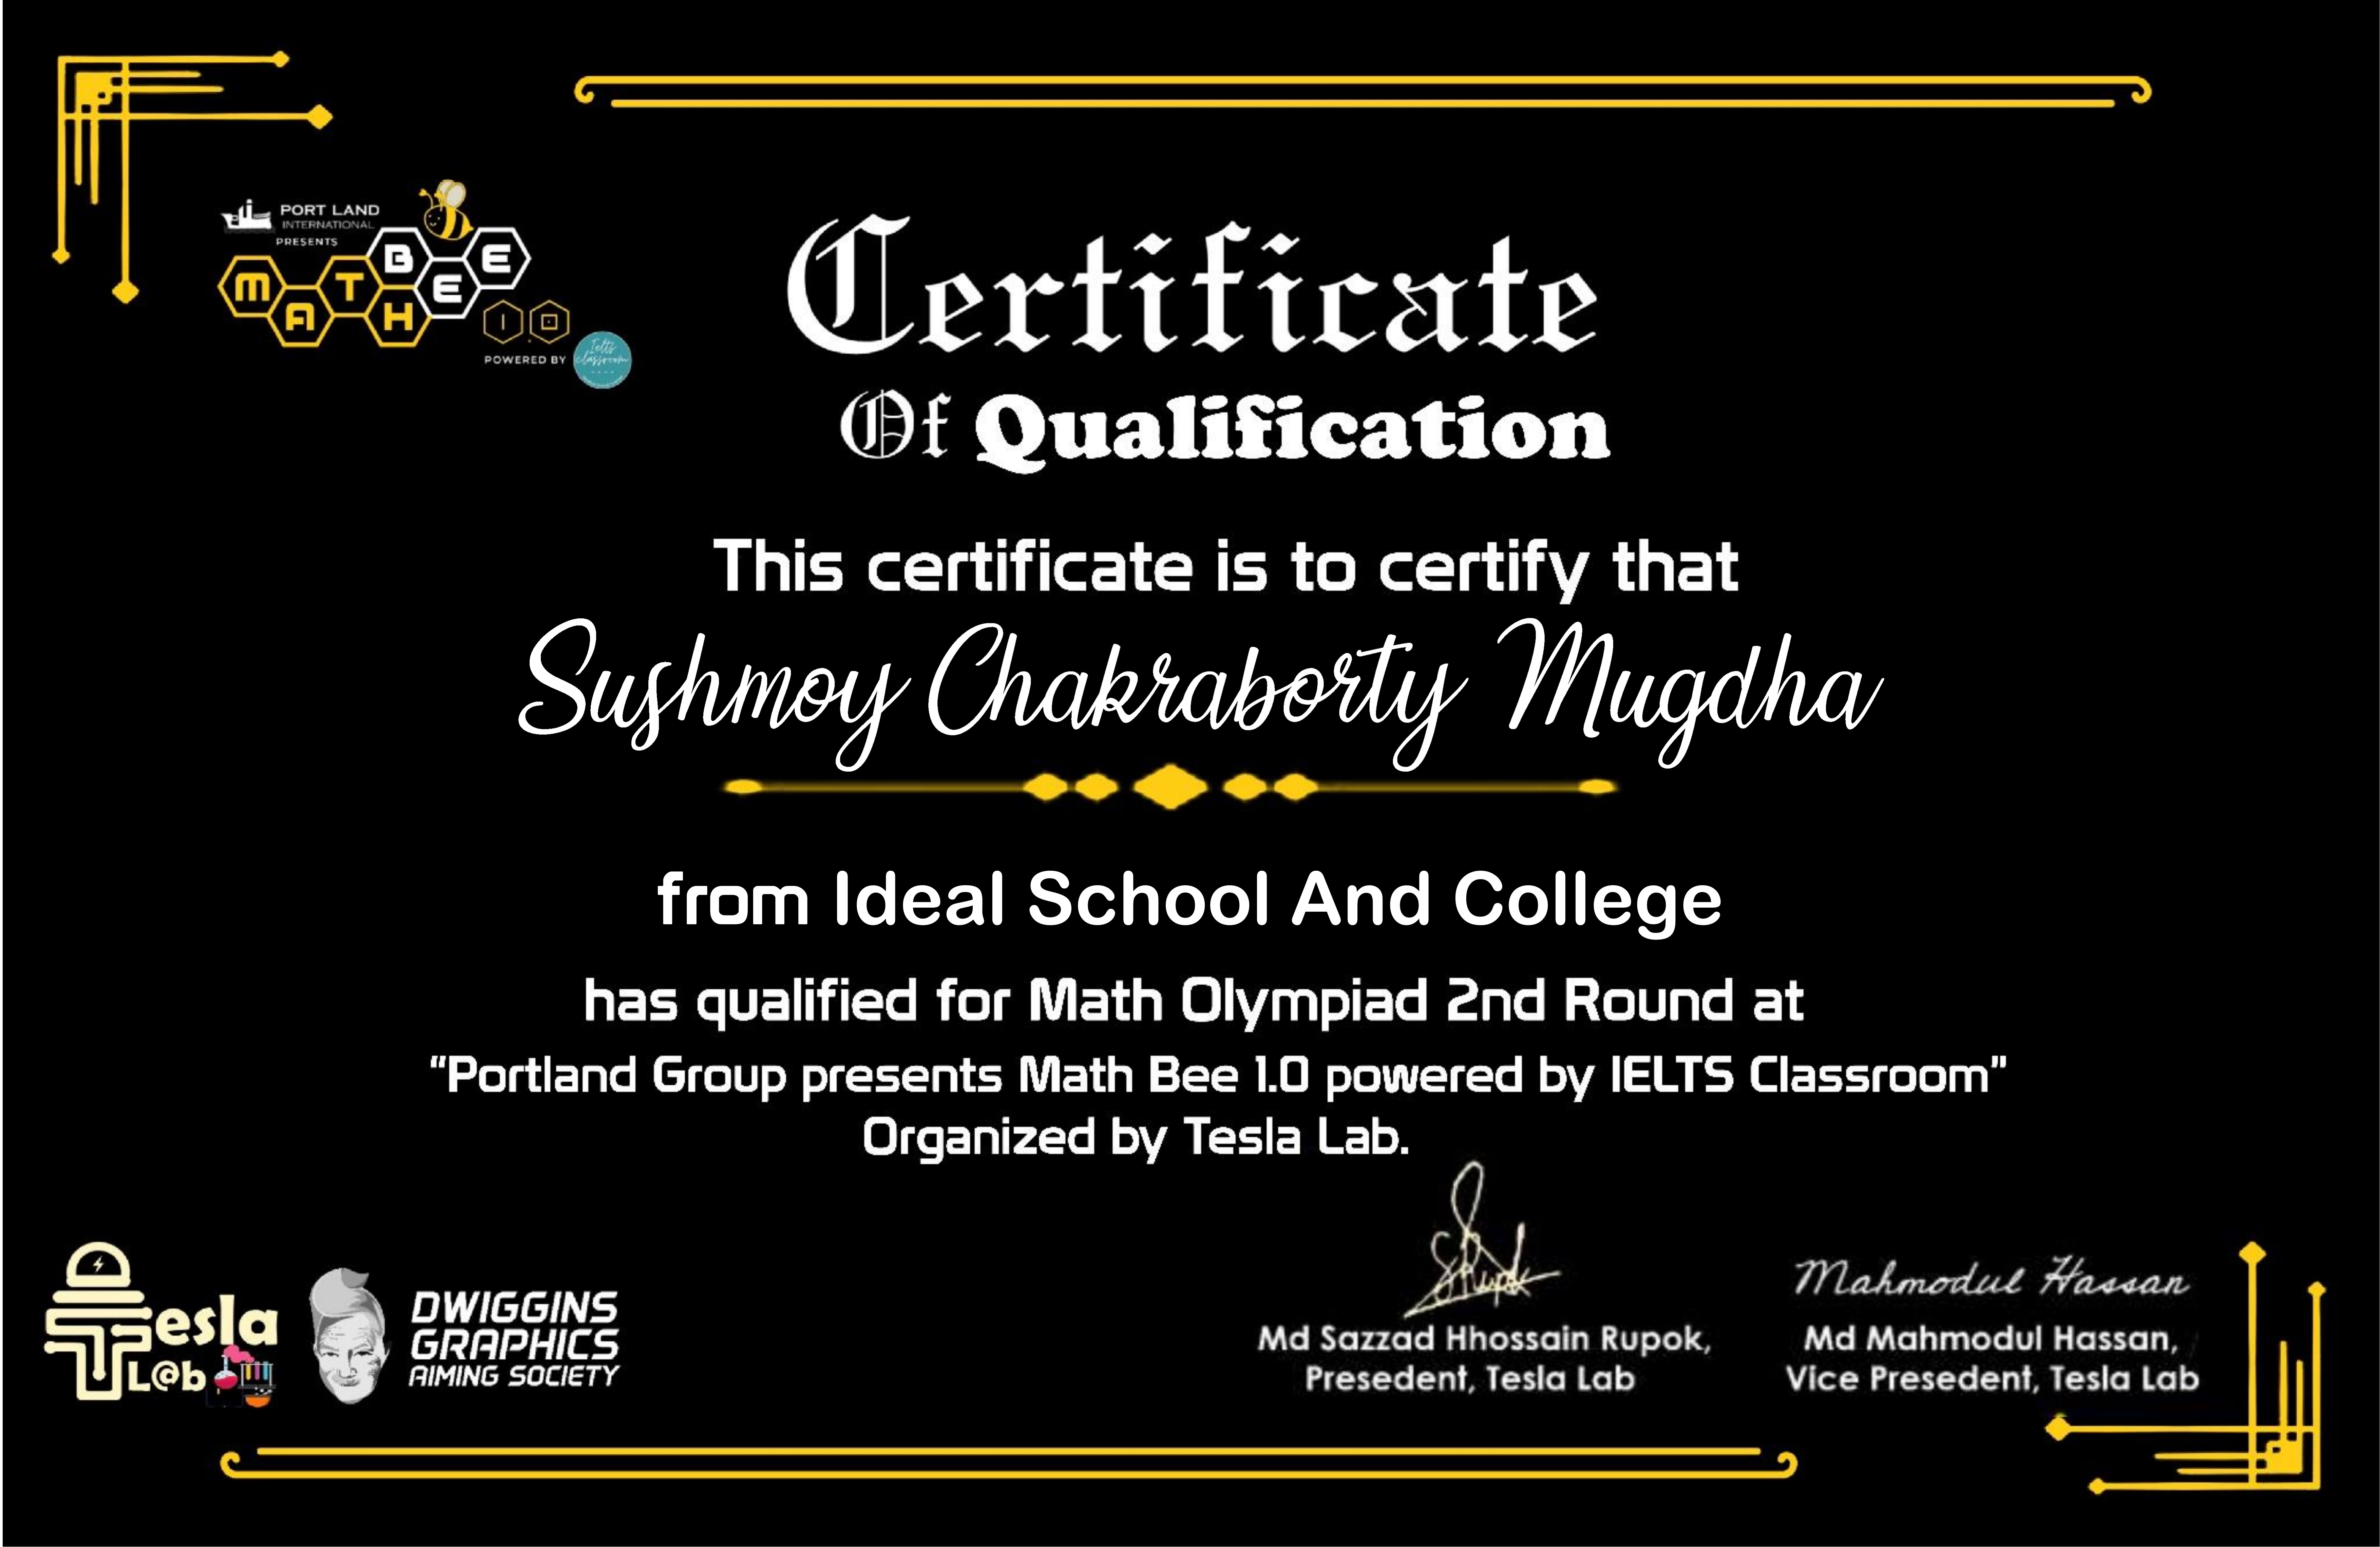 PORT LAND
INTERNATIONAL
PRESENTS
MATH BEE
1.0
POWERED BY
Ielts
classroom
Certificate
Of Qualification
This certificate is to certify that
Sushmoy Chakraborty Mugdha
from Ideal School And College
has qualified for Math Olympiad 2nd Round at
"Portland Group presents Math Bee 1.0 powered by IELTS Classroom"
Organized by Tesla Lab.
Tesla
L@b
DWIGGINS
GRAPHICS
AIMING SOCIETY
Md Sazzad Hhossain Rupok,
Presedent, Tesla Lab
Mahmodul Hassan
Md Mahmodul Hassan,
Vice Presedent, Tesla Lab